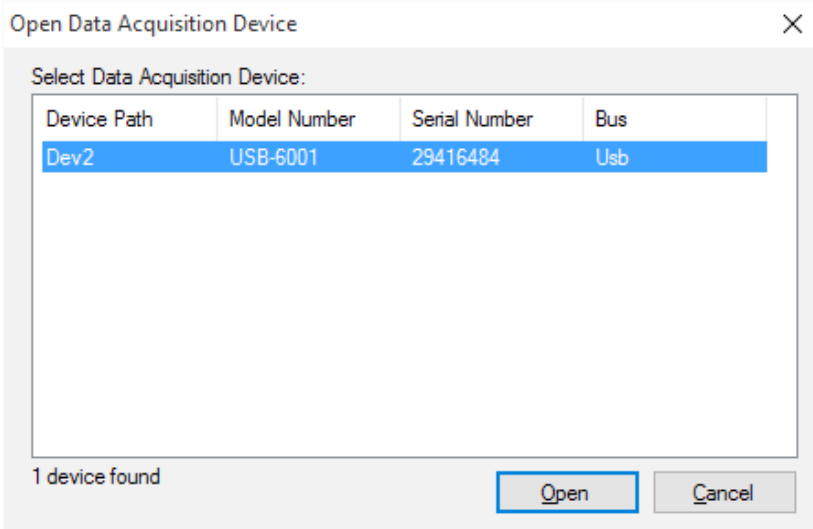 Open Data Acquisition Device
Select Data Acquisition Device:
Device Path Model Number Serial Number Bus
Dev2 USB-6001 29416484 Usb
1 device found
Open Cancel